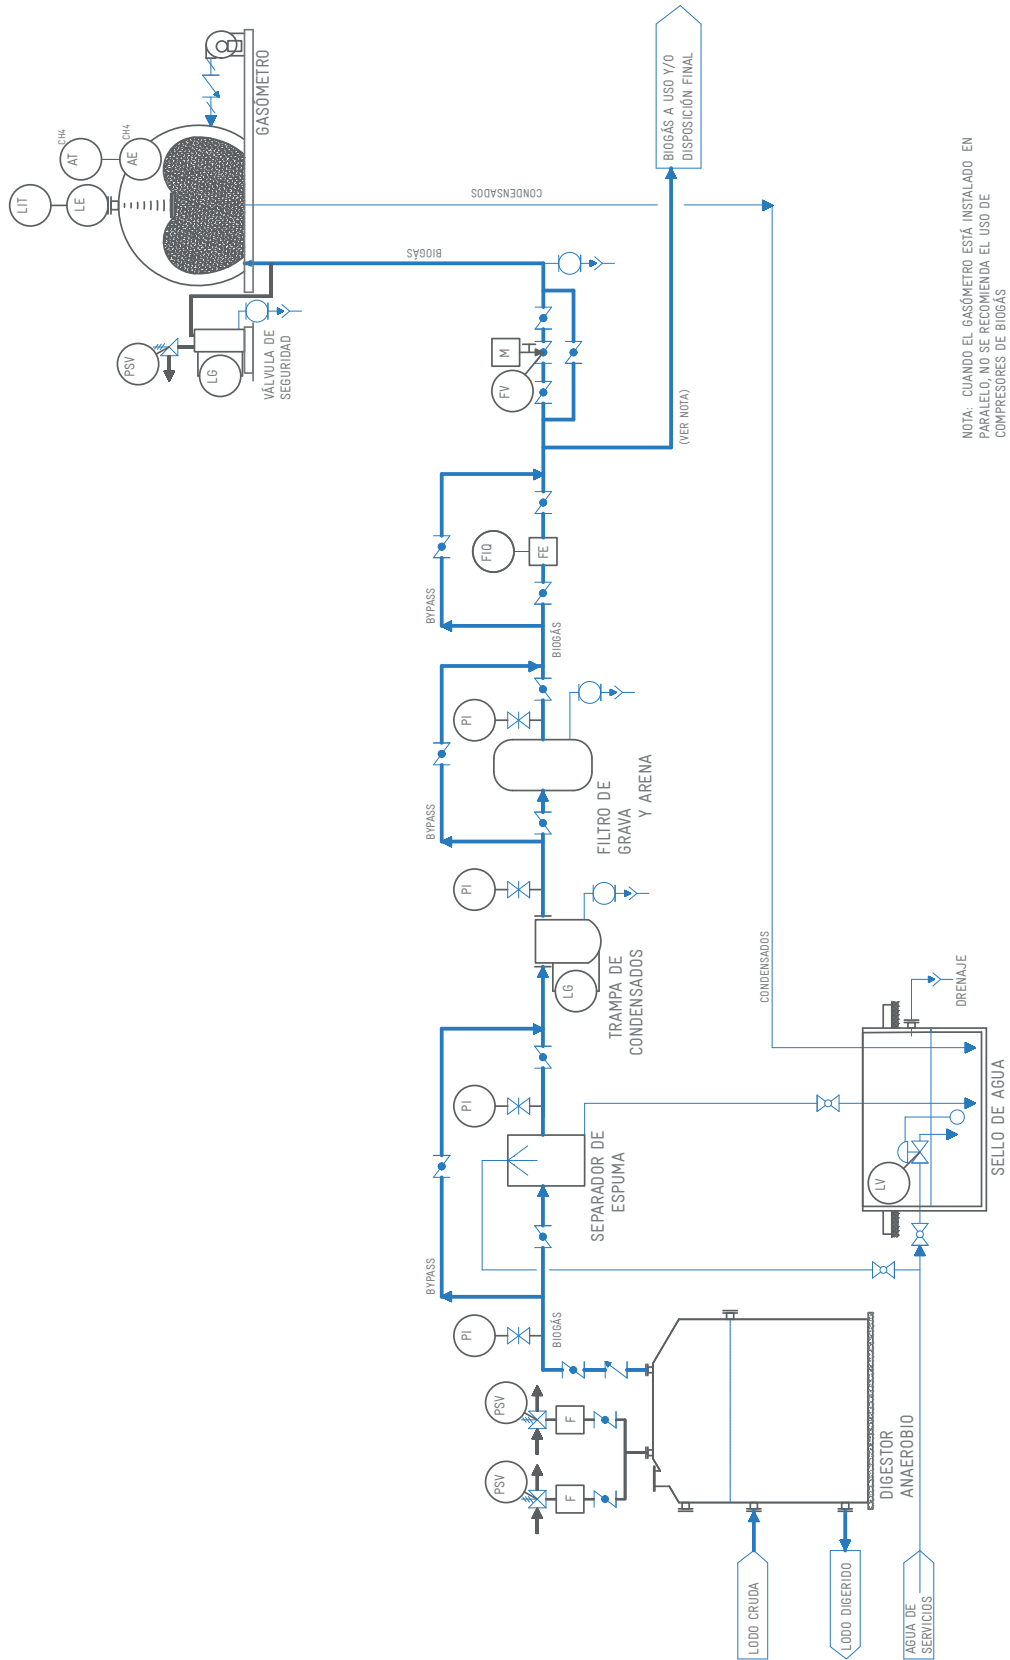 LIT
LE
AT
CH4
AE
CH4
GASÓMETRO
PSV
LG
VÁLVULA DE
SEGURIDAD
BIOGÁS
CONDENSADOS
BIOGÁS A USO Y/O
DISPOSICIÓN FINAL
NOTA: CUANDO EL GASÓMETRO ESTÁ INSTALADO EN
PARALELO, NO SE RECOMIENDA EL USO DE
COMPRESORES DE BIOGÁS
M
FV
(VER NOTA)
FIQ
FE
BYPASS
BIOGÁS
PI
BYPASS
FILTRO DE
GRAVA
Y ARENA
PI
LG
TRAMPA DE
CONDENSADOS
CONDENSADOS
DRENAJE
PI
SEPARADOR DE
ESPUMA
LV
SELLO DE AGUA
BYPASS
BIOGÁS
PI
PSV
F
PSV
F
DIGESTOR
ANAEROBIO
LODO CRUDA
LODO DIGERIDO
AGUA DE
SERVICIOS